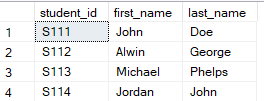 student_id first_name last_name
1 S111 John Doe
2 S112 Alwin George
3 S113 Michael Phelps
4 S114 Jordan John